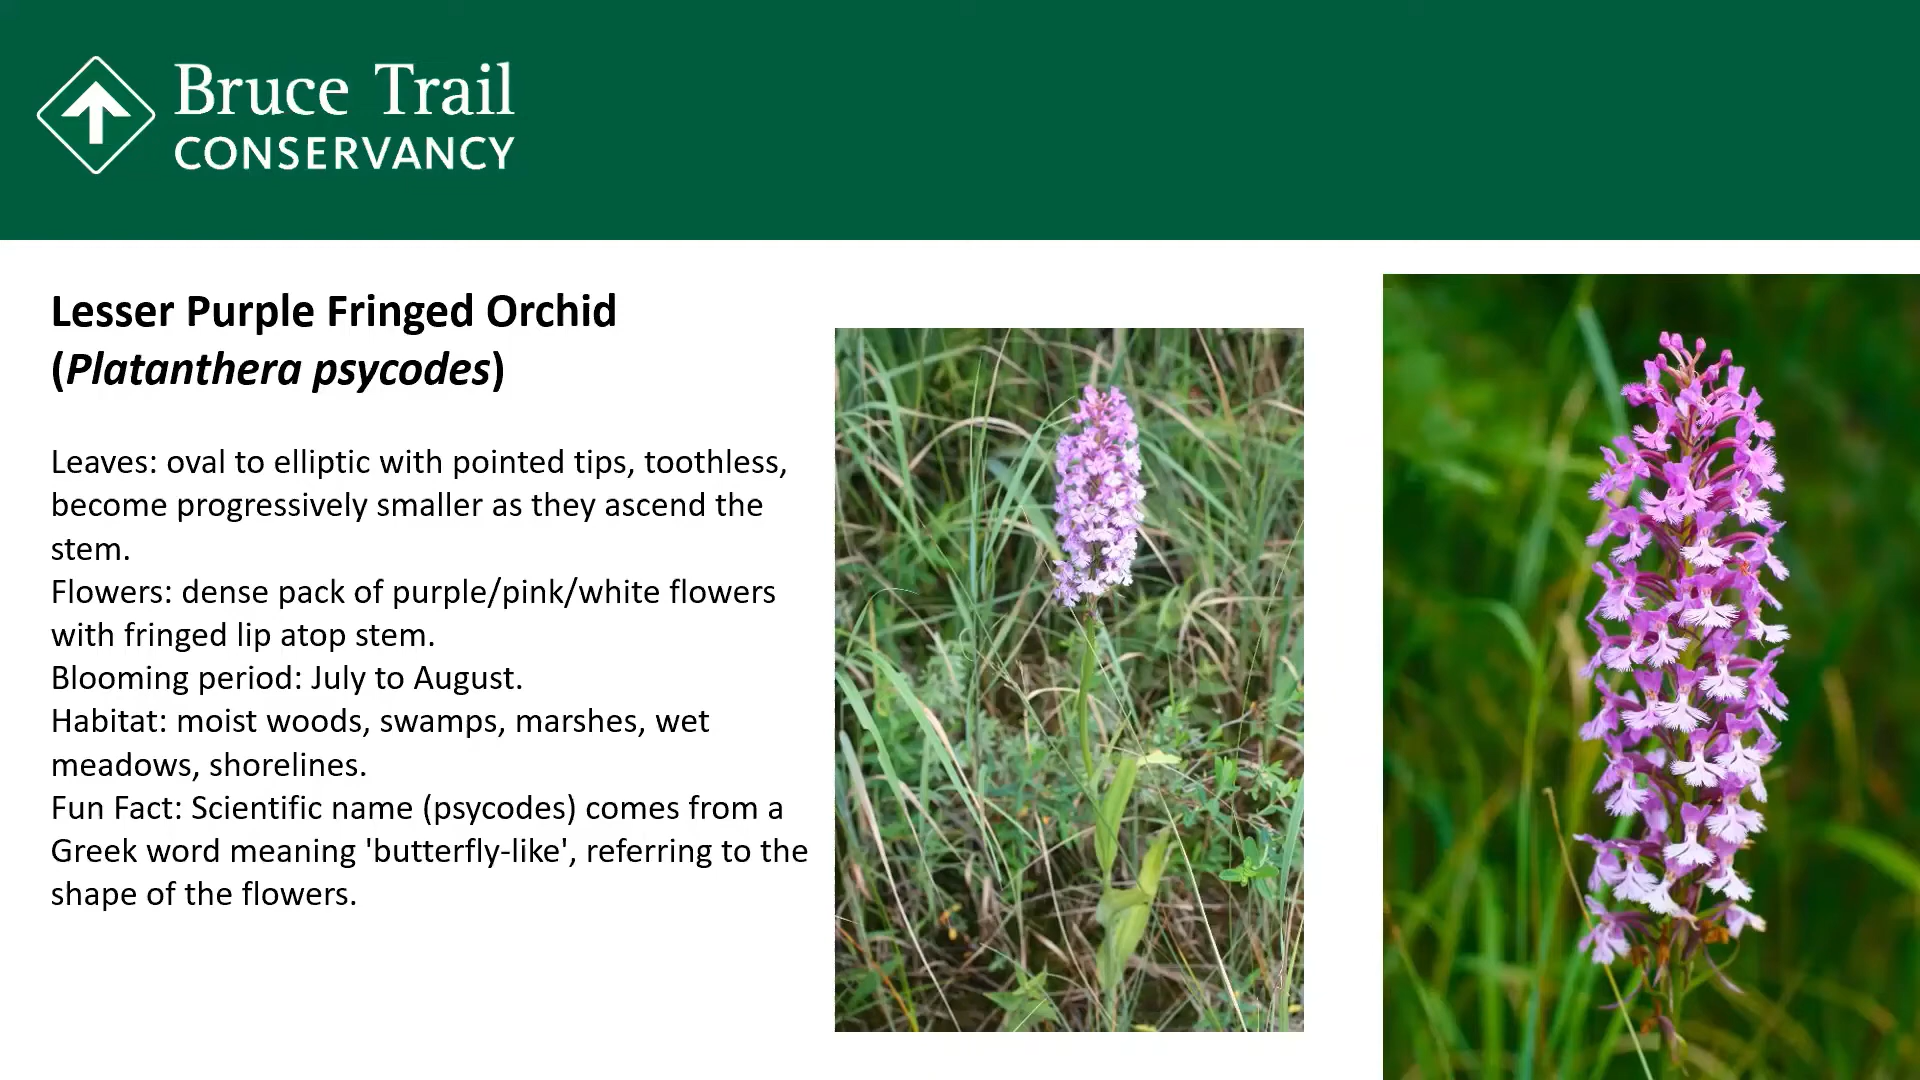 Bruce Trail
CONSERVANCY
Lesser Purple Fringed Orchid
(Platanthera psycodes)
Leaves: oval to elliptic with pointed tips, toothless,
become progressively smaller as they ascend the
stem.
Flowers: dense pack of purple/pink/white flowers
with fringed lip atop stem.
Blooming period: July to August.
Habitat: moist woods, swamps, marshes, wet
meadows, shorelines.
Fun Fact: Scientific name (psycodes) comes from a
Greek word meaning 'butterfly-like', referring to the
shape of the flowers.